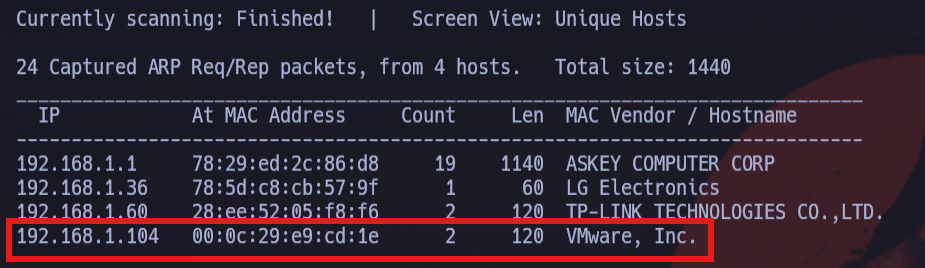 Currently scanning: Finished!   |   Screen View: Unique Hosts
24 Captured ARP Req/Rep packets, from 4 hosts.   Total size: 1440
_____________________________________________________________________________
  IP            At MAC Address     Count     Len  MAC Vendor / Hostname
-----------------------------------------------------------------------------
192.168.1.1     78:29:ed:2c:86:d8     19    1140  ASKEY COMPUTER CORP
192.168.1.36    78:5d:c8:cb:57:9f      1      60  LG Electronics
192.168.1.60    28:ee:52:05:f8:f6      2     120  TP-LINK TECHNOLOGIES CO.,LTD.
192.168.1.104   00:0c:29:e9:cd:1e      2     120  VMware, Inc.